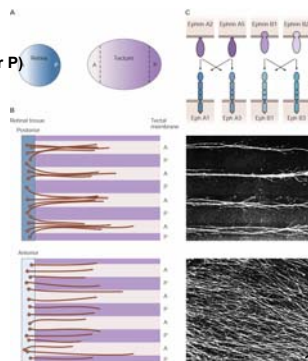 A
C
Retina
Tectum
r P)
P
A
P
Ephrin A2
Ephrin A5
Ephrin B1
Ephrin B2
Eph A1
Eph A3
Eph B1
Eph B3
B
Retinal tissue
Tectal
membrane
Posterior
A
P
A
P
A
P
A
P
Anterior
A
P
A
P
A
P
A
P